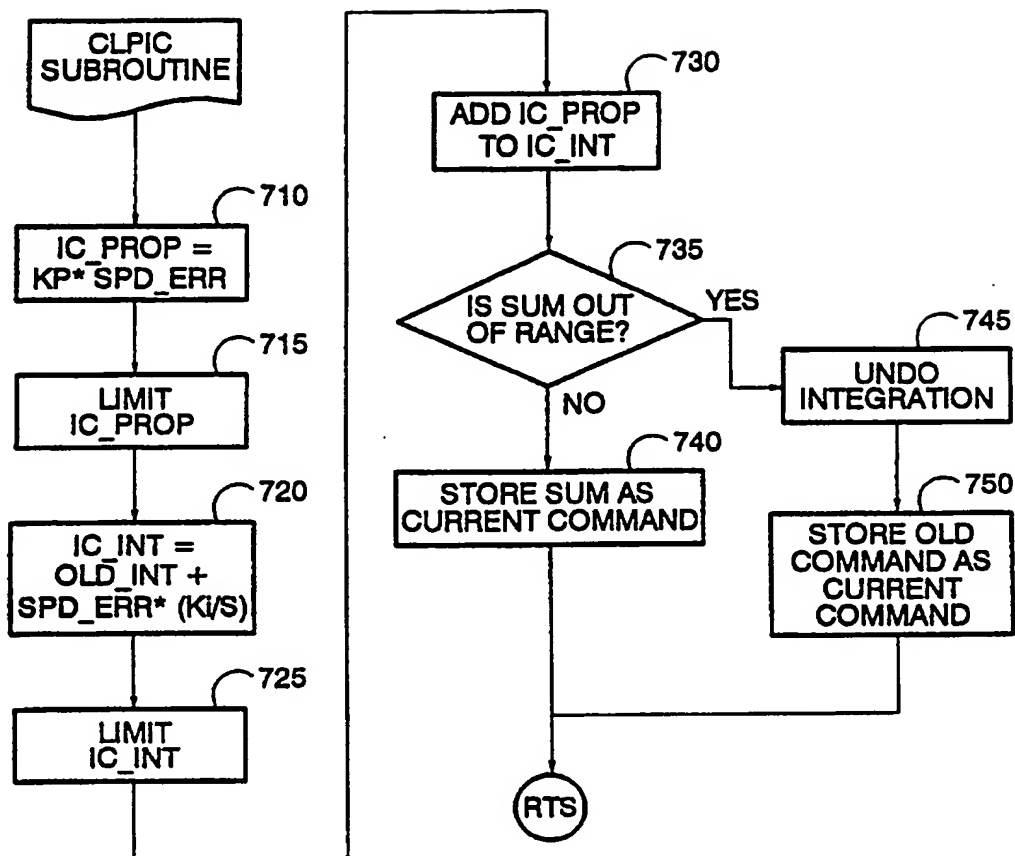 CLPIC
SUBROUTINE
710
IC_PROP =
KP* SPD_ERR
715
LIMIT
IC_PROP
720
IC_INT =
OLD_INT +
SPD_ERR* (Ki/S)
725
LIMIT
IC_INT
730
ADD IC_PROP
TO IC_INT
735
IS SUM OUT
OF RANGE?
YES
NO
740
STORE SUM AS
CURRENT COMMAND
745
UNDO
INTEGRATION
750
STORE OLD
COMMAND AS
CURRENT
COMMAND
RTS